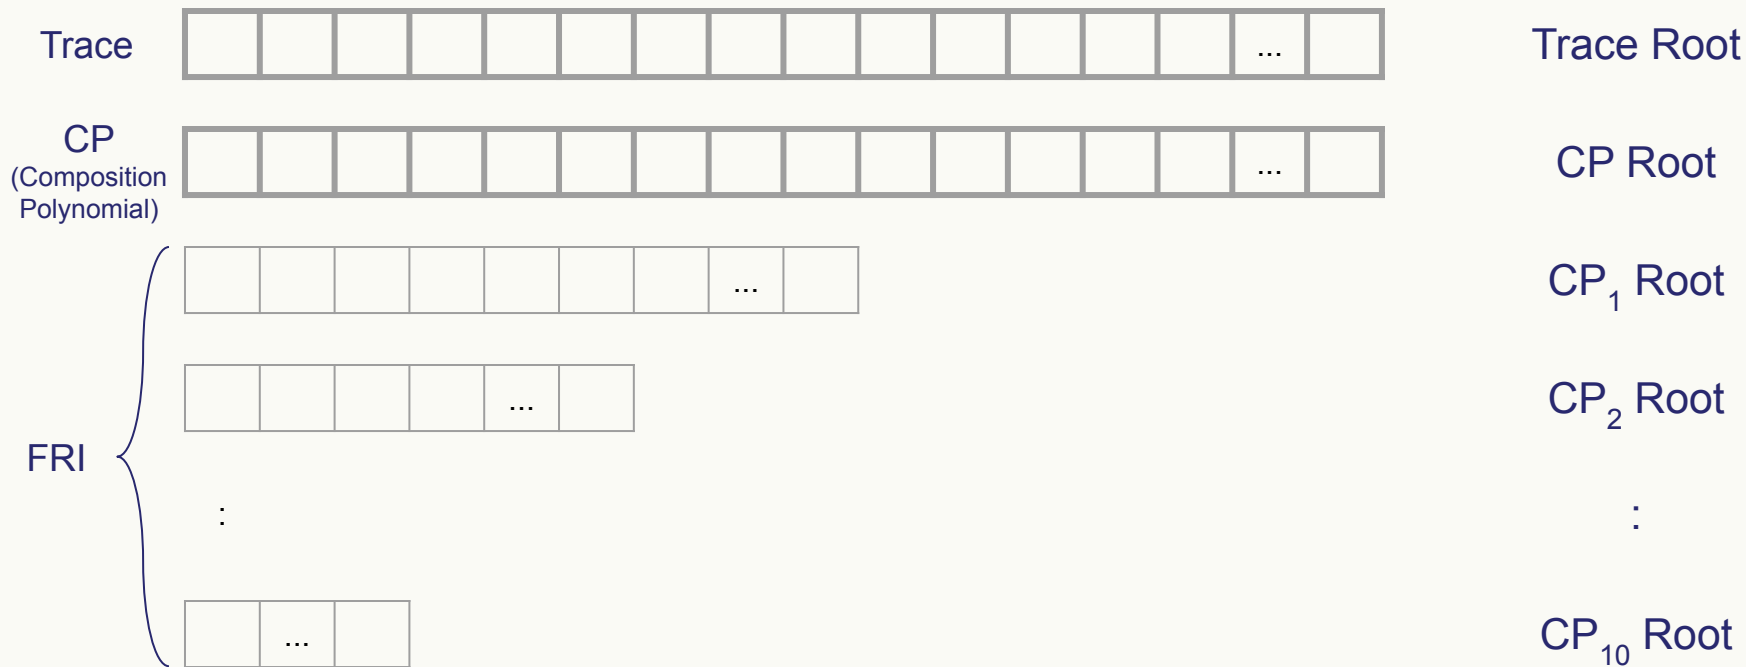 Trace ... Trace Root
CP
(Composition
Polynomial)
... CP Root
... CP₁ Root
... CP₂ Root
FRI
: :
... CP₁₀ Root